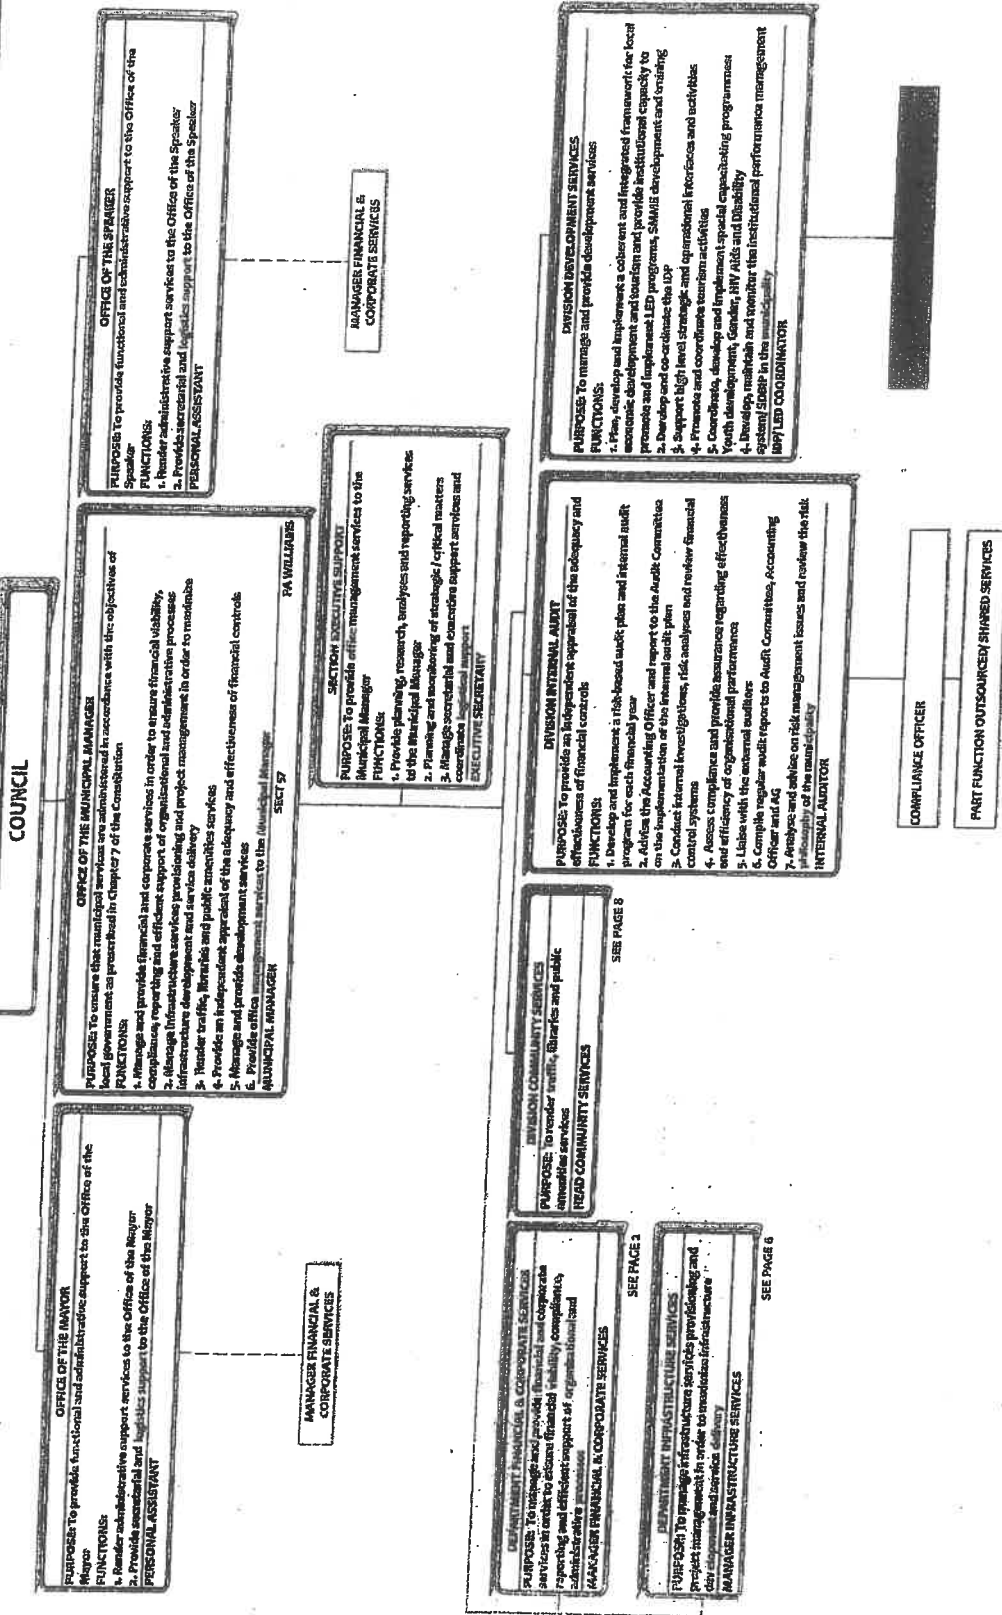 COUNCIL
OFFICE OF THE MAYOR
PURPOSE: To provide functional and administrative support to the Office of the
Mayor
FUNCTIONS:
1. Render administrative support services to the Office of the Mayor
2. Provide secretarial and logistics support to the Office of the Mayor
PERSONAL ASSISTANT
MANAGER FINANCIAL &
CORPORATE SERVICES
OFFICE OF THE MUNICIPAL MANAGER
PURPOSE: To ensure that municipal services are administered in accordance with the objectives of
local government as prescribed in Chapter 7 of the Constitution
FUNCTIONS:
1. Manage and provide financial and corporate services in order to ensure financial viability,
compliance, reporting and efficient support of organisational and administrative processes
2. Manage infrastructure services provisioning and project management in order to maximize
infrastructure development and service delivery
3. Render traffic, libraries and public amenities services
4. Provide an independent appraisal of the adequacy and effectiveness of financial controls
5. Manage and provide development services
6. Provide office management services to the Municipal Manager
MUNICIPAL MANAGER SECT 57 PA WILLIAMS
OFFICE OF THE SPEAKER
PURPOSE: To provide functional and administrative support to the Office of the
Speaker
FUNCTIONS:
1. Render administrative support services to the Office of the Speaker
2. Provide secretarial and logistics support to the Office of the Speaker
PERSONAL ASSISTANT
MANAGER FINANCIAL &
CORPORATE SERVICES
SECTION EXECUTIVE SUPPORT
PURPOSE: To provide office management services to the
Municipal Manager
FUNCTIONS:
1. Provide planning, research, analyses and reporting services
to the Municipal Manager
2. Planning and monitoring of strategic / critical matters
3. Manage secretarial and executive support services and
coordinate internal support
EXECUTIVE SECRETARY
DEPARTMENT FINANCIAL & CORPORATE SERVICES
PURPOSE: To manage and provide financial and corporate
services in order to ensure financial viability, compliance,
reporting and efficient support of organisational and
administrative processes
MANAGER FINANCIAL & CORPORATE SERVICES
SEE PAGE 2
DEPARTMENT INFRASTRUCTURE SERVICES
PURPOSE: To manage infrastructure services provisioning and
project management in order to maximize infrastructure
development and service delivery
MANAGER INFRASTRUCTURE SERVICES
SEE PAGE 6
DIVISION COMMUNITY SERVICES
PURPOSE: To render traffic, libraries and public
amenities services
HEAD COMMUNITY SERVICES
SEE PAGE 8
DIVISION INTERNAL AUDIT
PURPOSE: To provide an independent appraisal of the adequacy and
effectiveness of financial controls
FUNCTIONS:
1. Develop and implement a risk-based audit plan and internal audit
program for each financial year
2. Advise the Accounting Officer and report to the Audit Committee
on the implementation of the internal audit plan
3. Conduct internal investigations, risk analyses and review financial
control systems
4. Assess compliance and provide assurance regarding effectiveness
and efficiency of organisational performance
5. Liaise with the external auditors
6. Compile regular audit reports to Audit Committee, Accounting
Officer and AG
7. Analyse and advise on risk management issues and review the risk
philosophy of the municipality
INTERNAL AUDITOR
COMPLIANCE OFFICER
PART FUNCTION OUTSOURCED/ SHARED SERVICES
DIVISION DEVELOPMENT SERVICES
PURPOSE: To manage and provide development services
FUNCTIONS:
1. Plan, develop and implement a coherent and integrated framework for local
economic development and tourism and provide institutional capacity to
promote and implement LED programs, SMME development and training
2. Develop and co-ordinate the IDP
3. Support high level strategic and operational interfaces and activities
4. Promote and coordinate tourism activities
5. Coordinate, develop and implement special capacitating programmes:
Youth development, Gender, HIV Aids and Disability
4. Develop, maintain and monitor the institutional performance management
system/ SDBIP in the municipality
IDP/LED COORDINATOR